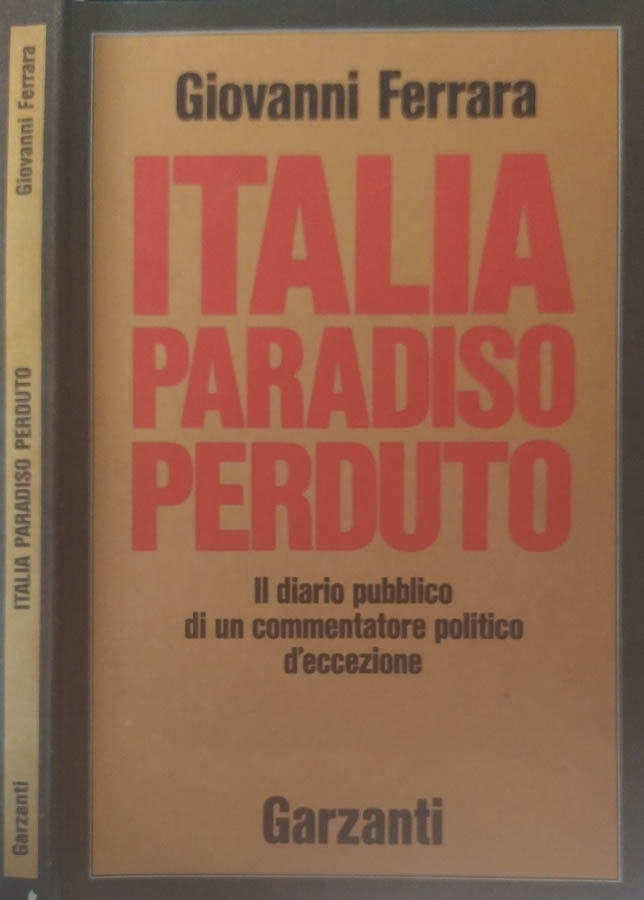 Giovanni Ferrara
ITALIA PARADISO PERDUTO
Garzanti
Giovanni Ferrara
ITALIA
PARADISO
PERDUTO
Il diario pubblico
di un commentatore politico
d'eccezione
Garzanti